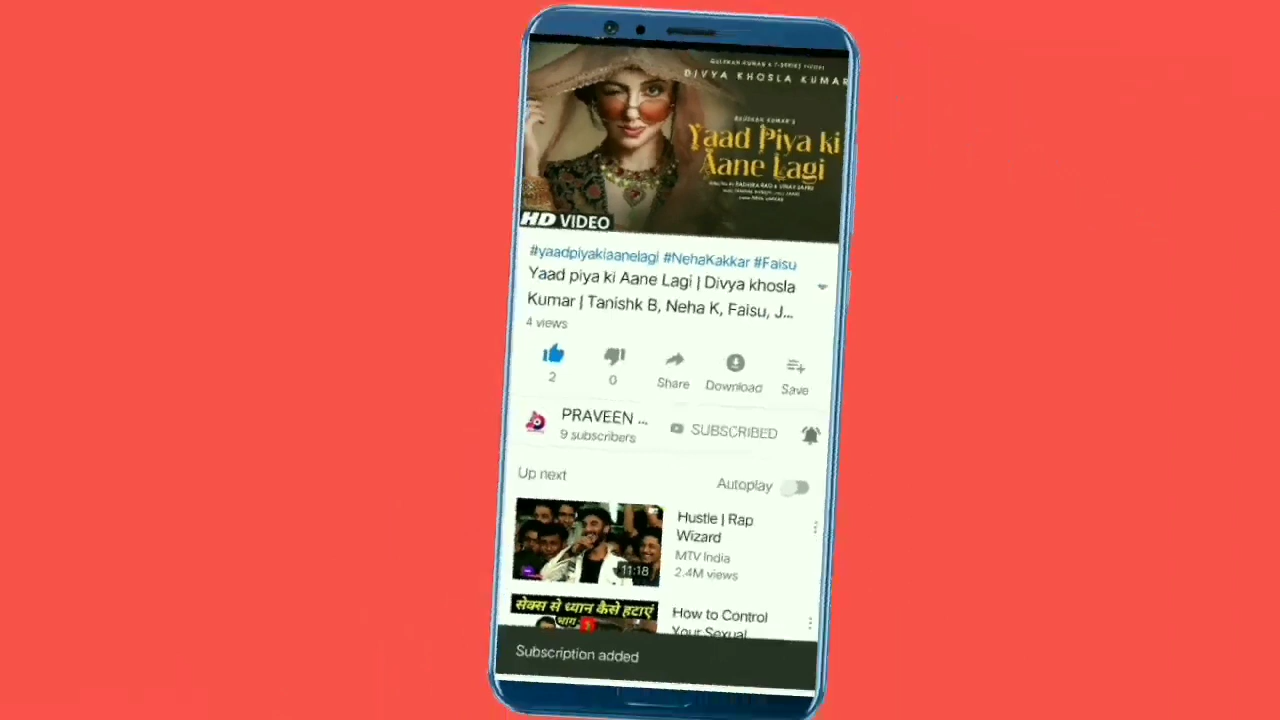 DIVYA KHOSLA KUMAR
Yaad Piya ki
Aane Lagi
HD VIDEO
#yaadpiyakiaanelagi #NehaKakkar #Faisu
Yaad piya ki Aane Lagi | Divya khosla
Kumar | Tanishk B, Neha K, Faisu, J...
4 views
2
0
Share
Download
Save
PRAVEEN ...
9 subscribers
SUBSCRIBED
Up next
Autoplay
Hustle | Rap
Wizard
MTV India
2.4M views
11:18
सेक्स से ध्यान कैसे हटाएं
भाग
How to Control
Your Sexual
Subscription added